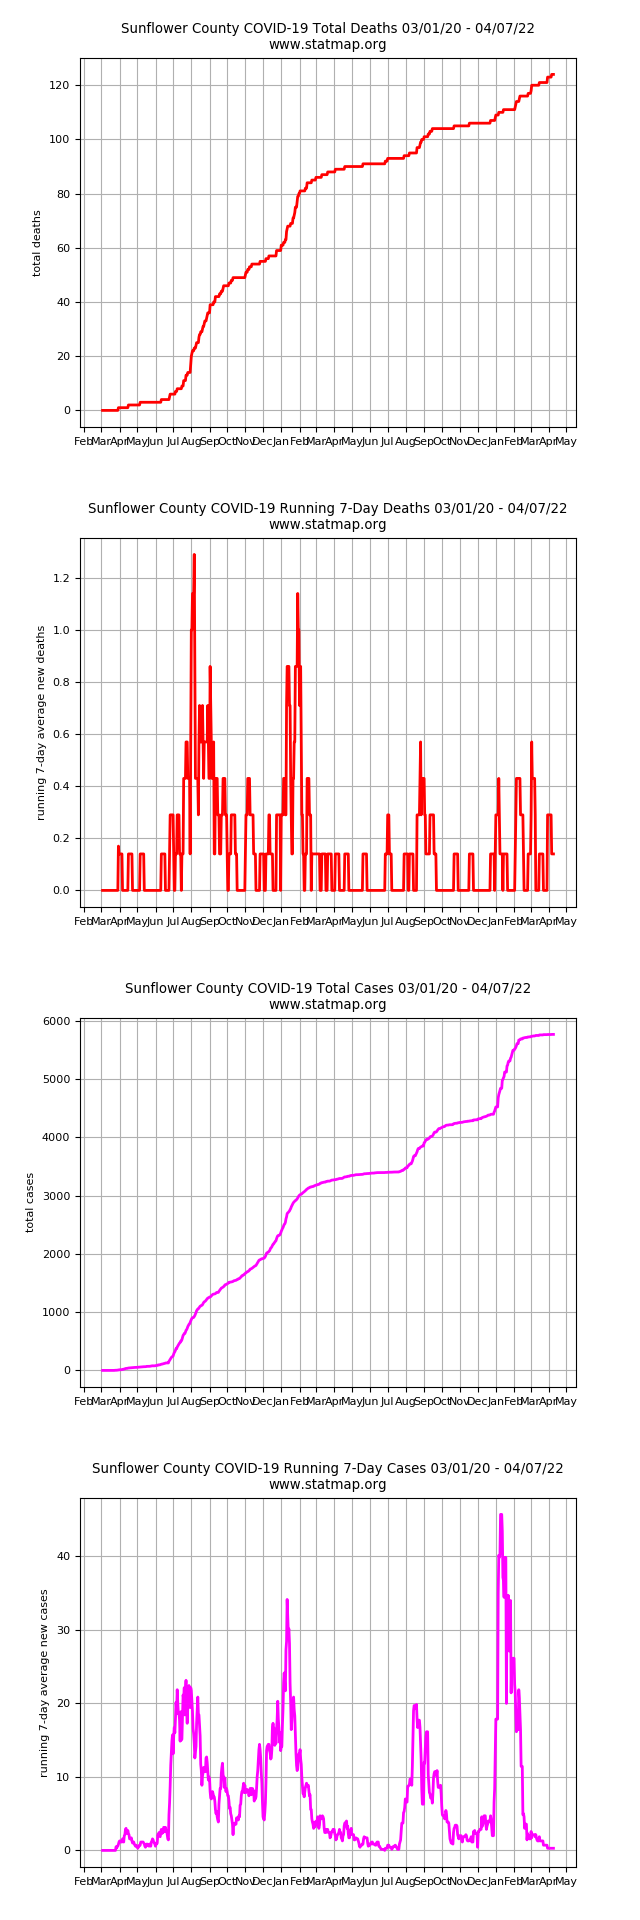 Sunflower County COVID-19 Total Deaths 03/01/20 - 04/07/22
www.statmap.org
120
100
80
60
40
20
0
total deaths
Feb Mar Apr May Jun Jul Aug Sep Oct Nov Dec Jan Feb Mar Apr May Jun Jul Aug Sep Oct Nov Dec Jan Feb Mar Apr May
Sunflower County COVID-19 Running 7-Day Deaths 03/01/20 - 04/07/22
www.statmap.org
1.2
1.0
0.8
0.6
0.4
0.2
0.0
running 7-day average new deaths
Feb Mar Apr May Jun Jul Aug Sep Oct Nov Dec Jan Feb Mar Apr May Jun Jul Aug Sep Oct Nov Dec Jan Feb Mar Apr May
Sunflower County COVID-19 Total Cases 03/01/20 - 04/07/22
www.statmap.org
6000
5000
4000
3000
2000
1000
0
total cases
Feb Mar Apr May Jun Jul Aug Sep Oct Nov Dec Jan Feb Mar Apr May Jun Jul Aug Sep Oct Nov Dec Jan Feb Mar Apr May
Sunflower County COVID-19 Running 7-Day Cases 03/01/20 - 04/07/22
www.statmap.org
40
30
20
10
0
running 7-day average new cases
Feb Mar Apr May Jun Jul Aug Sep Oct Nov Dec Jan Feb Mar Apr May Jun Jul Aug Sep Oct Nov Dec Jan Feb Mar Apr May